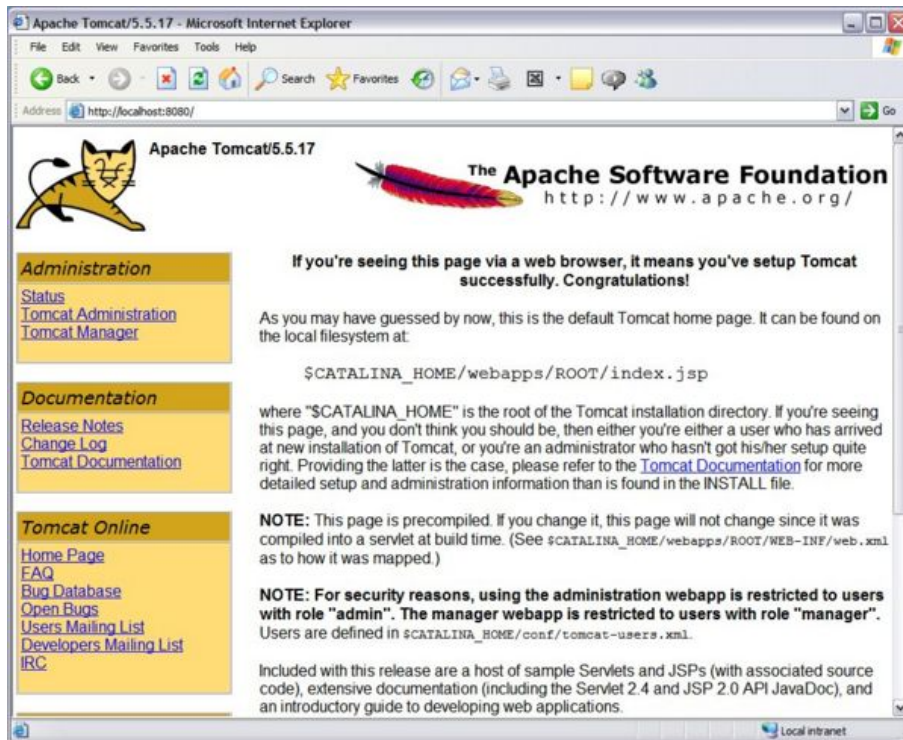 Apache Tomcat/5.5.17 - Microsoft Internet Explorer
File Edit View Favorites Tools Help
Back Search Favorites
Address http://localhost:8080/ Go
Apache Tomcat/5.5.17
The Apache Software Foundation
http://www.apache.org/
Administration
Status
Tomcat Administration
Tomcat Manager
Documentation
Release Notes
Change Log
Tomcat Documentation
Tomcat Online
Home Page
FAQ
Bug Database
Open Bugs
Users Mailing List
Developers Mailing List
IRC
If you're seeing this page via a web browser, it means you've setup Tomcat
successfully. Congratulations!
As you may have guessed by now, this is the default Tomcat home page. It can be found on
the local filesystem at:
$CATALINA_HOME/webapps/ROOT/index.jsp
where "$CATALINA_HOME" is the root of the Tomcat installation directory. If you're seeing
this page, and you don't think you should be, then either you're either a user who has arrived
at new installation of Tomcat, or you're an administrator who hasn't got his/her setup quite
right. Providing the latter is the case, please refer to the Tomcat Documentation for more
detailed setup and administration information than is found in the INSTALL file.
NOTE: This page is precompiled. If you change it, this page will not change since it was
compiled into a servlet at build time. (See $CATALINA_HOME/webapps/ROOT/WEB-INF/web.xml
as to how it was mapped.)
NOTE: For security reasons, using the administration webapp is restricted to users
with role "admin". The manager webapp is restricted to users with role "manager".
Users are defined in $CATALINA_HOME/conf/tomcat-users.xml.
Included with this release are a host of sample Servlets and JSPs (with associated source
code), extensive documentation (including the Servlet 2.4 and JSP 2.0 API JavaDoc), and
an introductory guide to developing web applications.
Local intranet